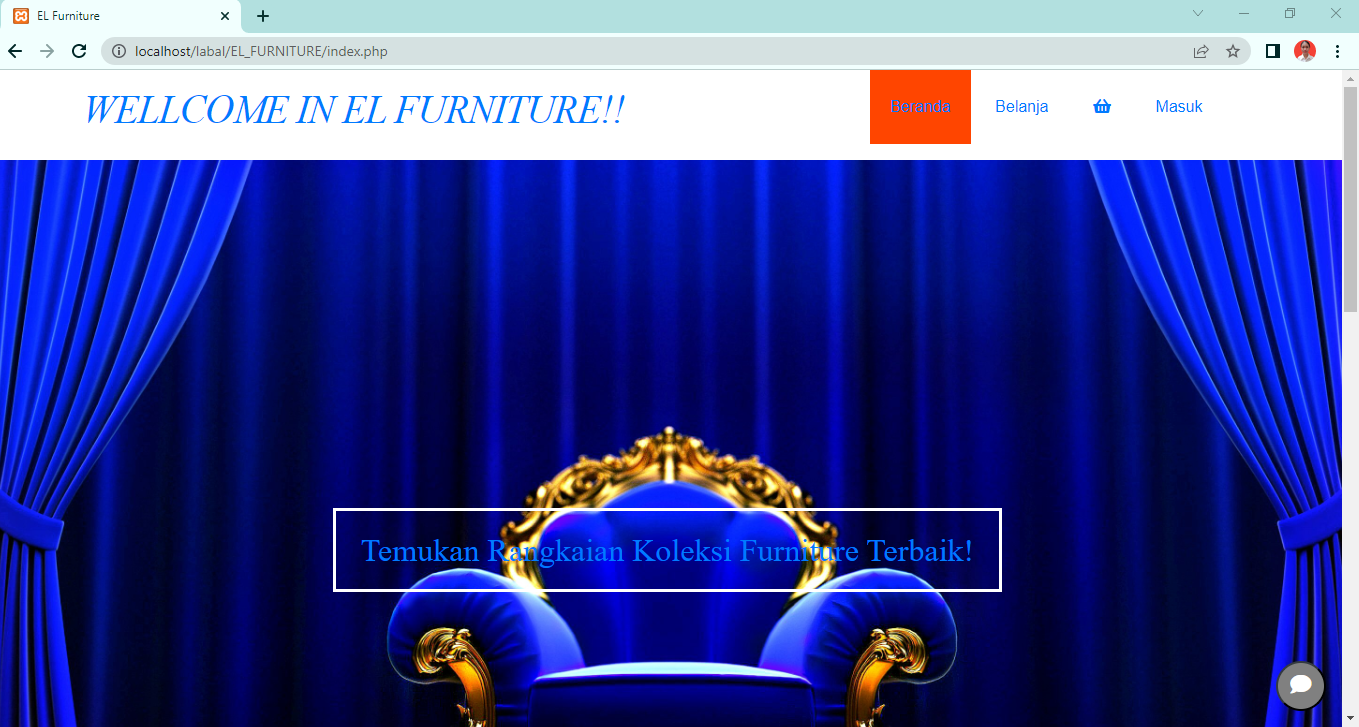 EL Furniture
localhost/labal/EL_FURNITURE/index.php
WELLCOME IN EL FURNITURE!!
Beranda
Belanja
Masuk
Temukan Rangkaian Koleksi Furniture Terbaik!